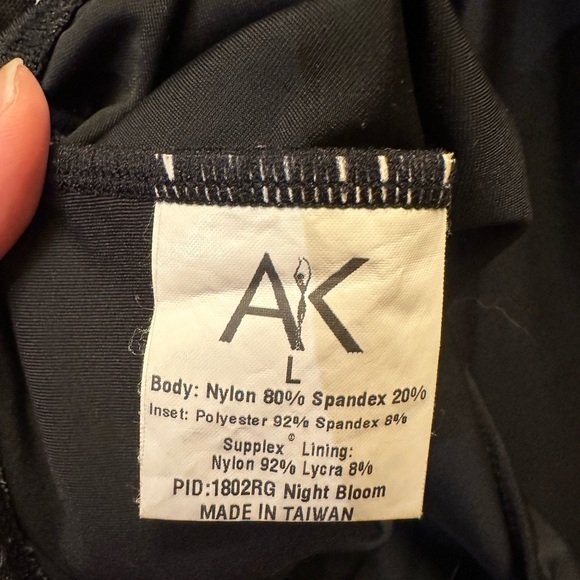 AK
L
Body: Nylon 80% Spandex 20%
Inset: Polyester 92% Spandex 8%
Supplex® Lining:
Nylon 92% Lycra 8%
PID:1802RG Night Bloom
MADE IN TAIWAN